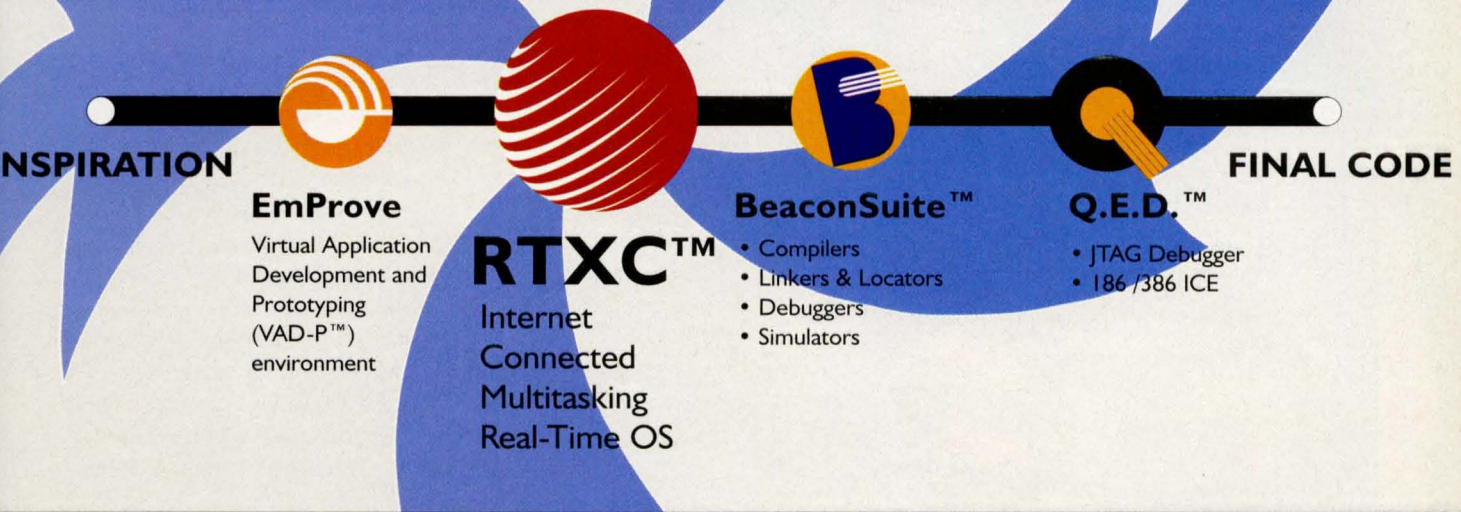 NSPIRATION
EmProve
Virtual Application
Development and
Prototyping
(VAD-P™)
environment
RTXC™
Internet
Connected
Multitasking
Real-Time OS
BeaconSuite™
• Compilers
• Linkers & Locators
• Debuggers
• Simulators
Q.E.D.™
• JTAG Debugger
• 186 /386 ICE
FINAL CODE